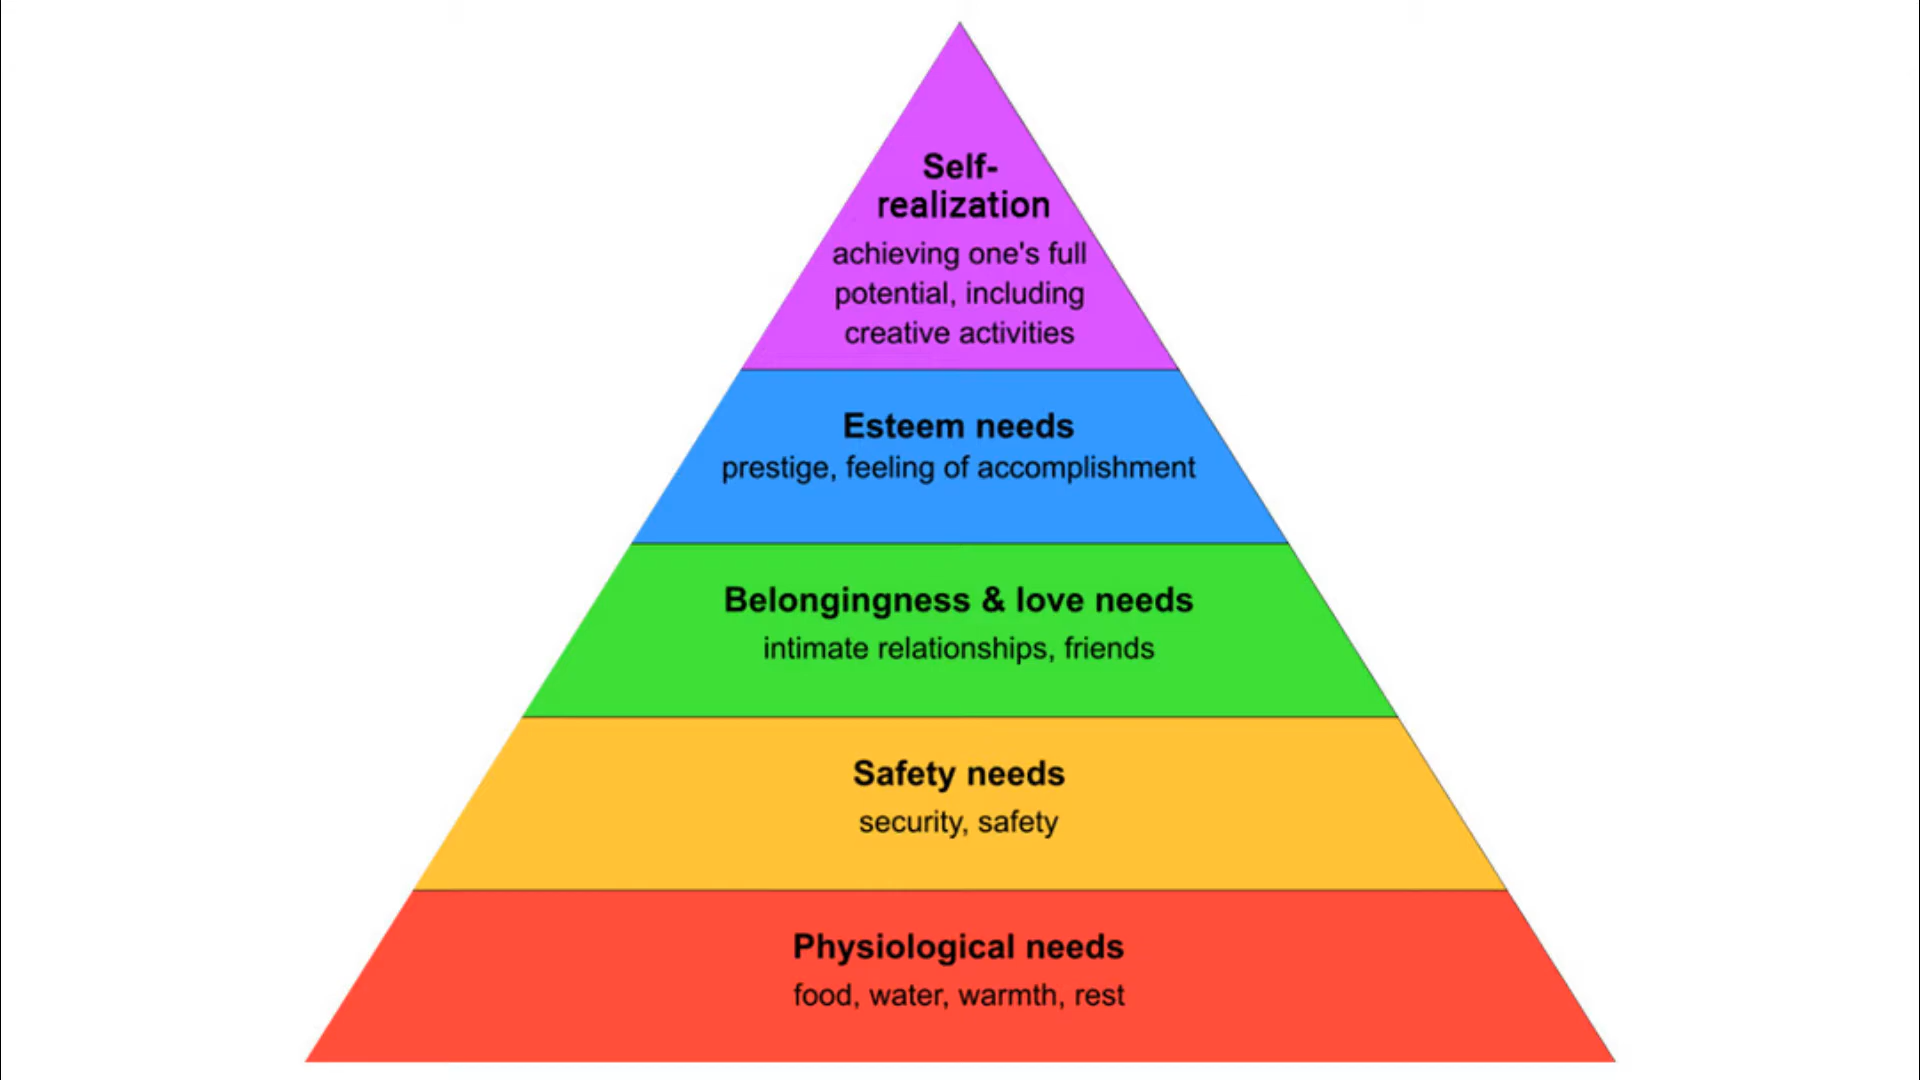 Self-
realization
achieving one's full
potential, including
creative activities
Esteem needs
prestige, feeling of accomplishment
Belongingness & love needs
intimate relationships, friends
Safety needs
security, safety
Physiological needs
food, water, warmth, rest